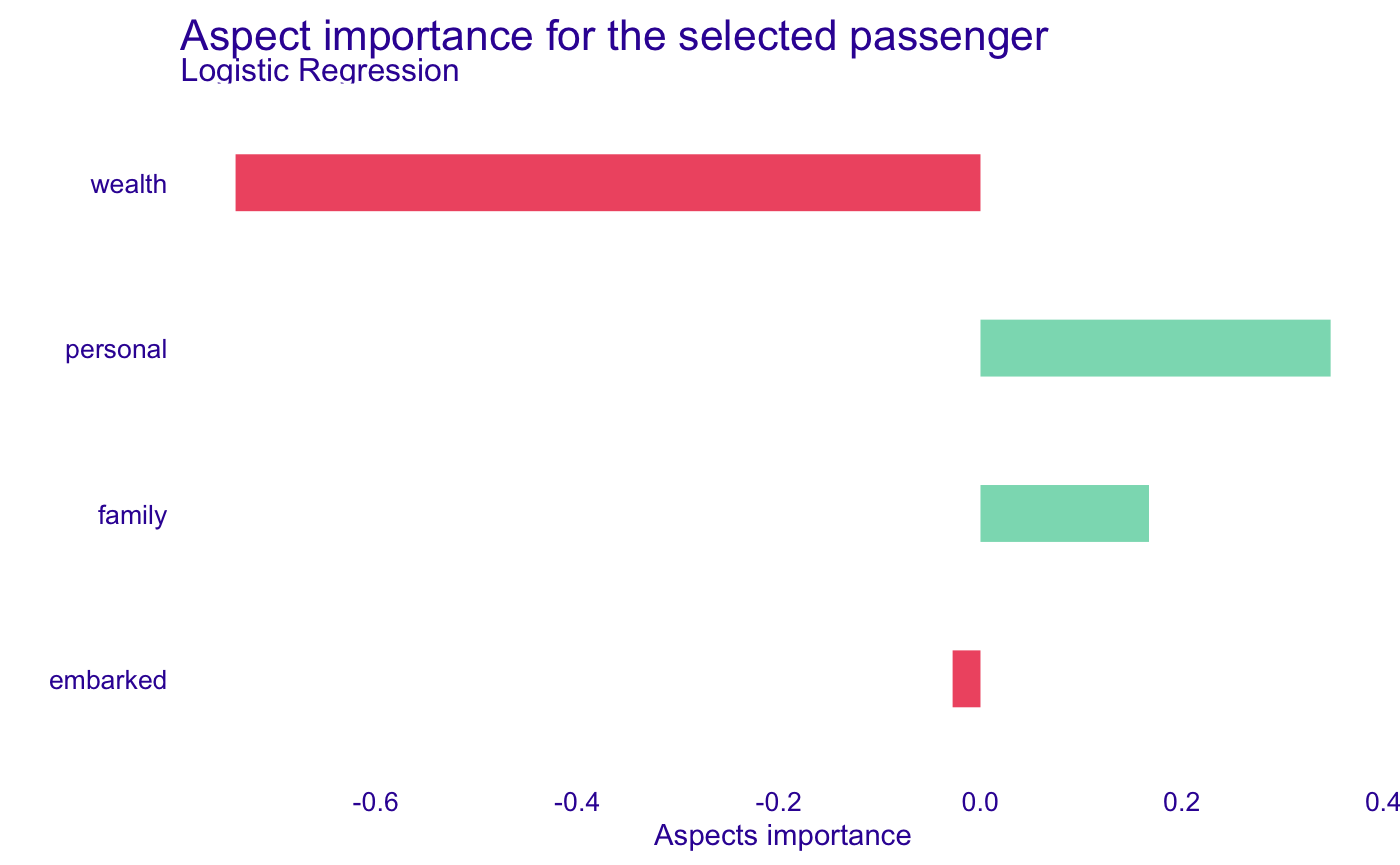 Aspect importance for the selected passenger
Logistic Regression
wealth
personal
family
embarked
-0.6 -0.4 -0.2 0.0 0.2 0.4
Aspects importance